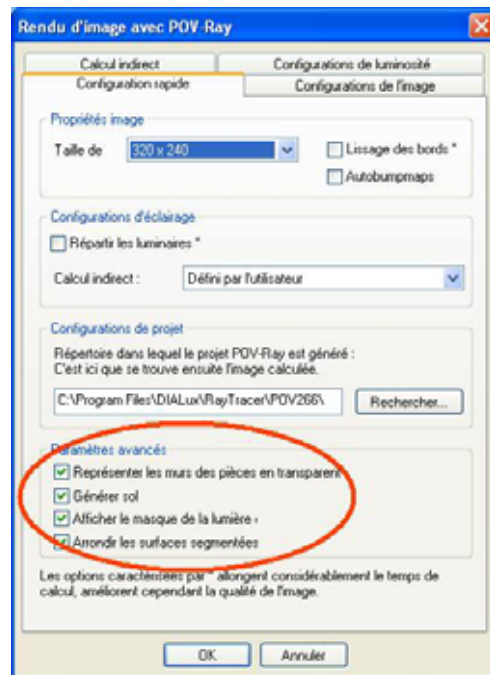 Rendu d'image avec POV-Ray
Calcul indirect
Configurations de luminosité
Configuration rapide
Configurations de l'image
Propriétés image
Taille de
320 x 240
Lissage des bords *
Autobumpmaps
Configurations d'éclairage
Répartir les luminaires *
Calcul indirect :
Défini par l'utilisateur
Configurations de projet
Répertoire dans lequel le projet POV-Ray est généré :
C'est ici que se trouve ensuite l'image calculée.
C:\Program Files\DIALux\RayTracer\POV266\
Rechercher...
Paramètres avancés
Représenter les murs des pièces en transparent
Générer sol
Afficher le masque de la lumière
Arrondir les surfaces segmentées
Les options caractérisées par * allongent considérablement le temps de
calcul, améliorent cependant la qualité de l'image.
OK
Annuler